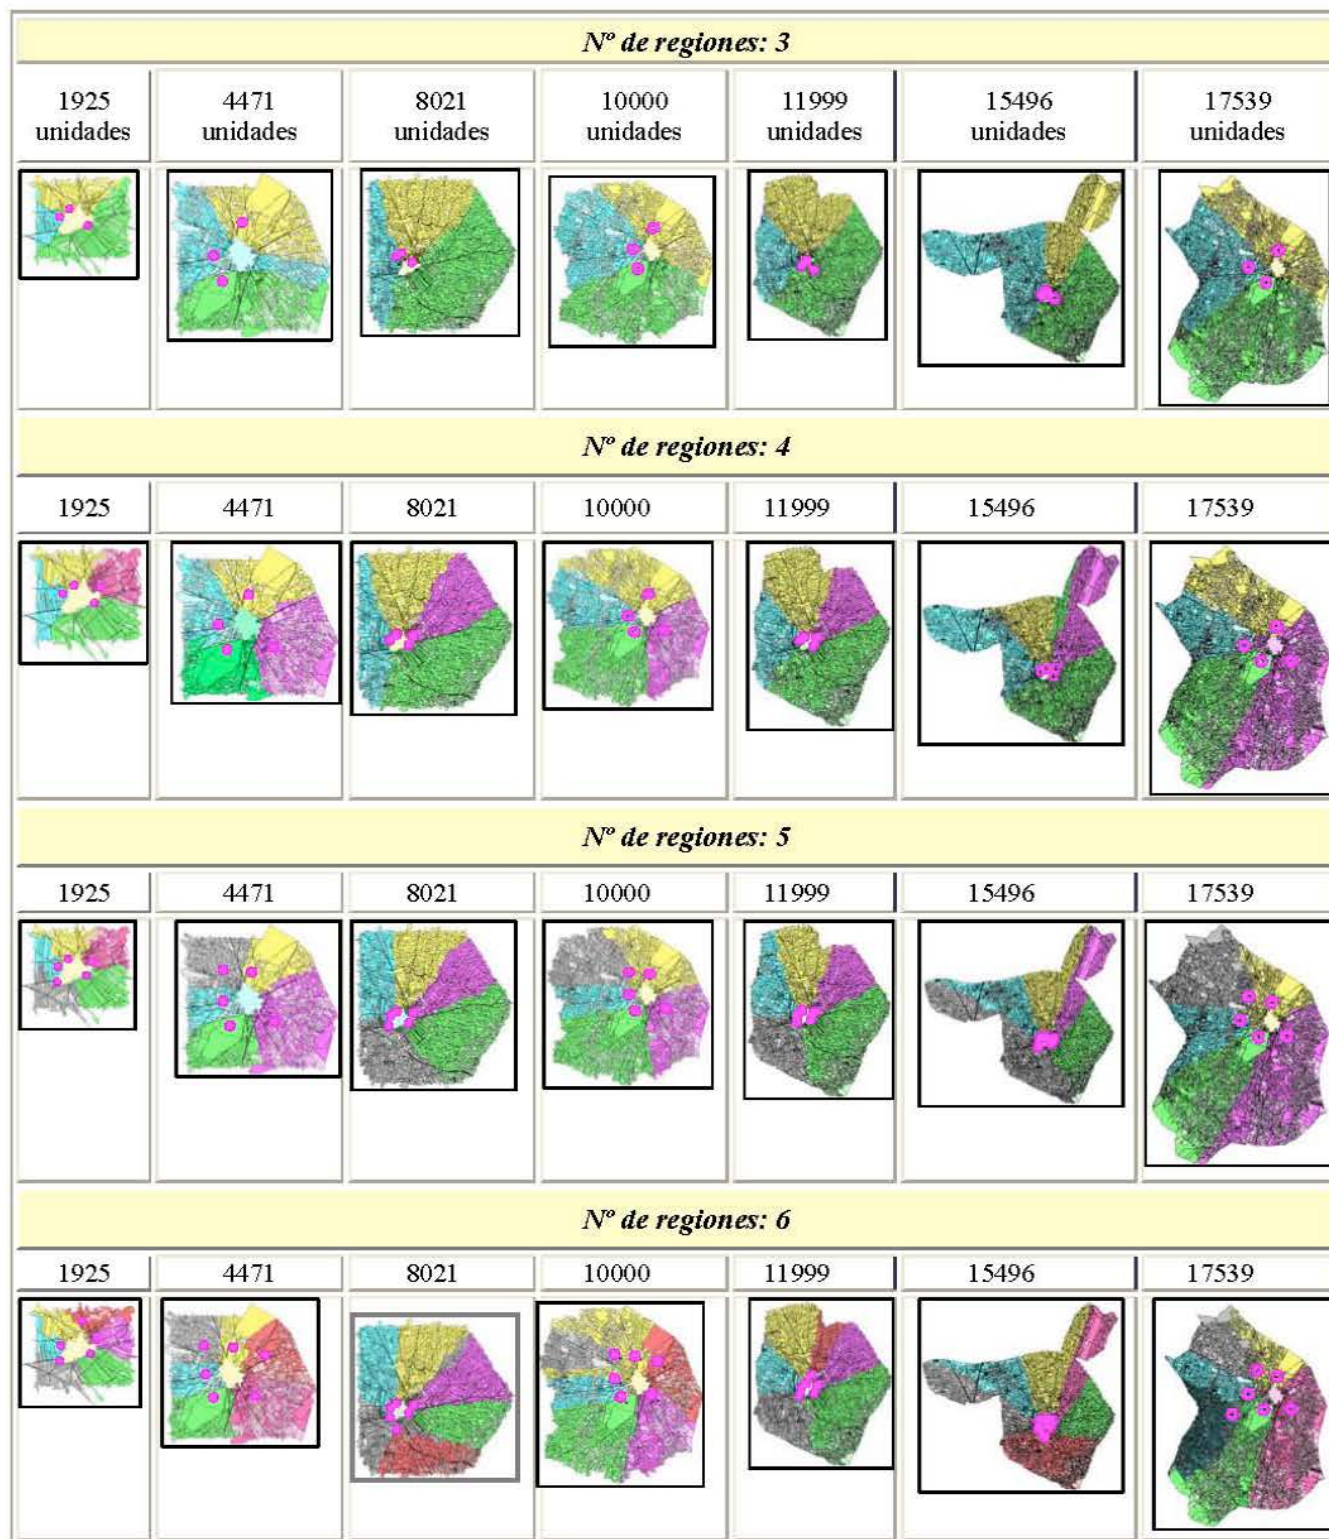 Nº de regiones: 3
1925 4471 8021 10000 11999 15496 17539
unidades unidades unidades unidades unidades unidades unidades
Nº de regiones: 4
1925 4471 8021 10000 11999 15496 17539
Nº de regiones: 5
1925 4471 8021 10000 11999 15496 17539
Nº de regiones: 6
1925 4471 8021 10000 11999 15496 17539